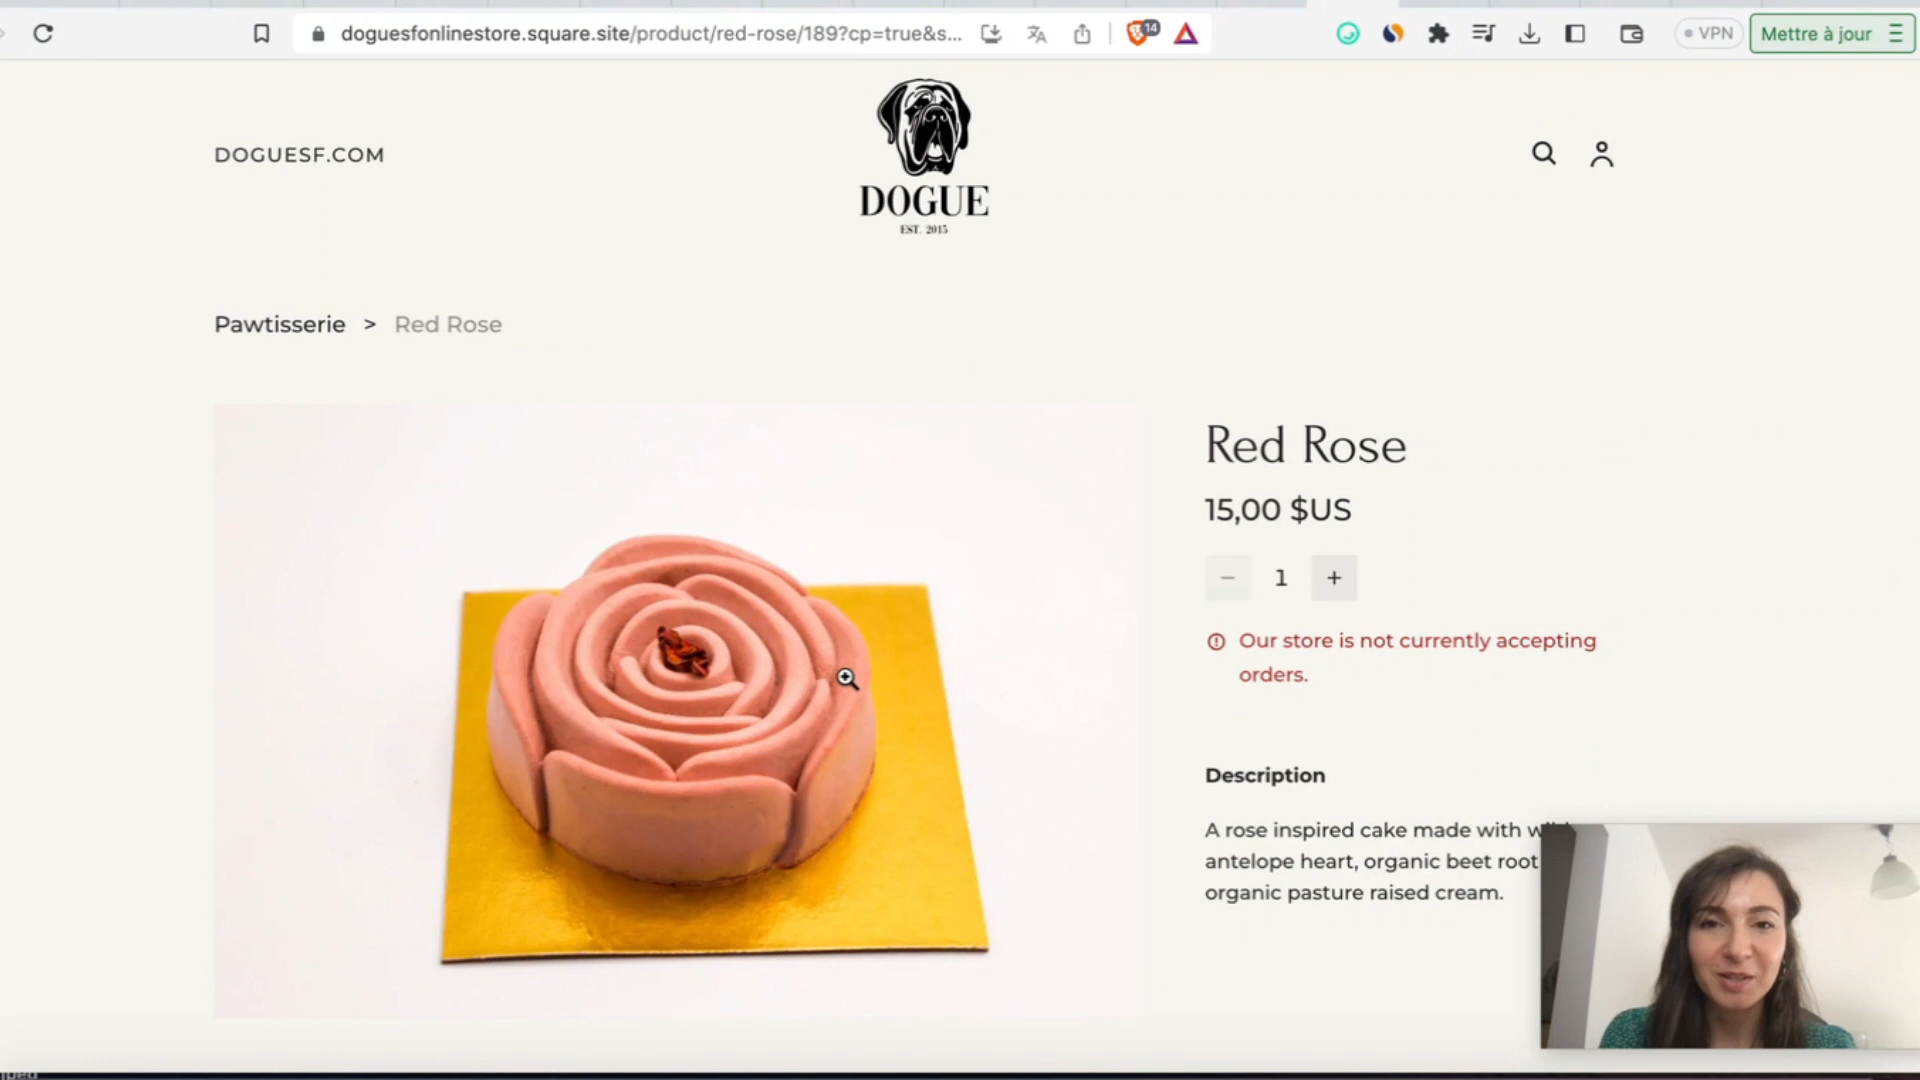 doguesfonlinestore.square.site/product/red-rose/189?cp=true&s...
14
VPN
Mettre à jour
DOGUESF.COM
DOGUE
EST. 2015
Pawtisserie > Red Rose
Red Rose
15,00 $US
− 1 +
Our store is not currently accepting
orders.
Description
A rose inspired cake made with
antelope heart, organic beet root
organic pasture raised cream.